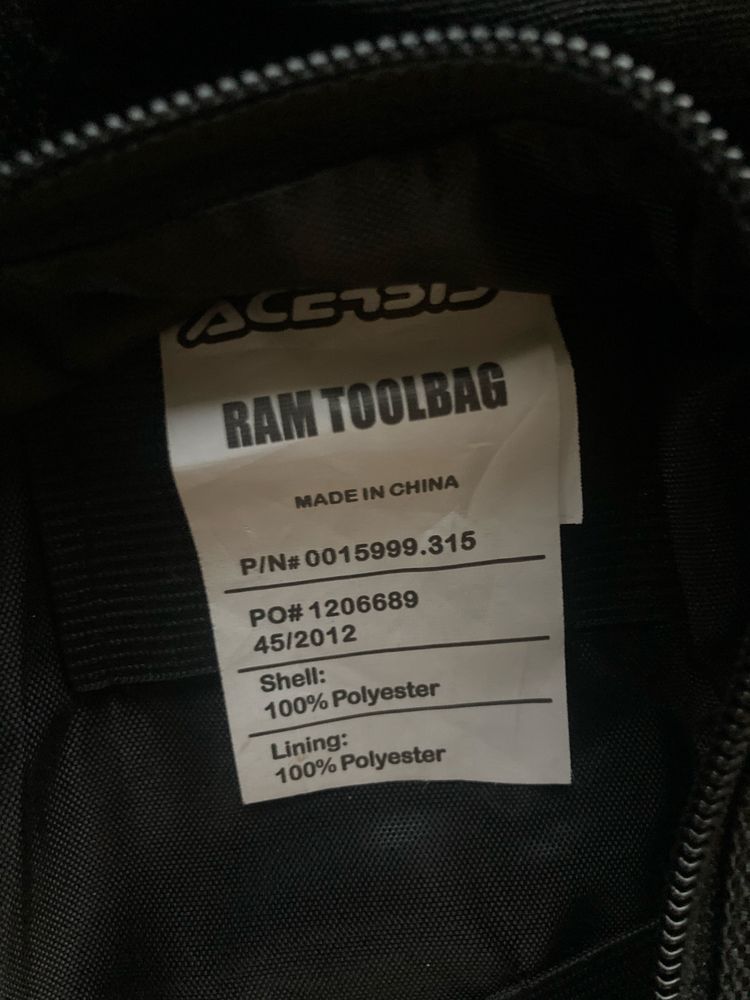 ACERBIS
RAM TOOLBAG
MADE IN CHINA
P/N# 0015999.315
PO# 1206689
45/2012
Shell:
100% Polyester
Lining:
100% Polyester